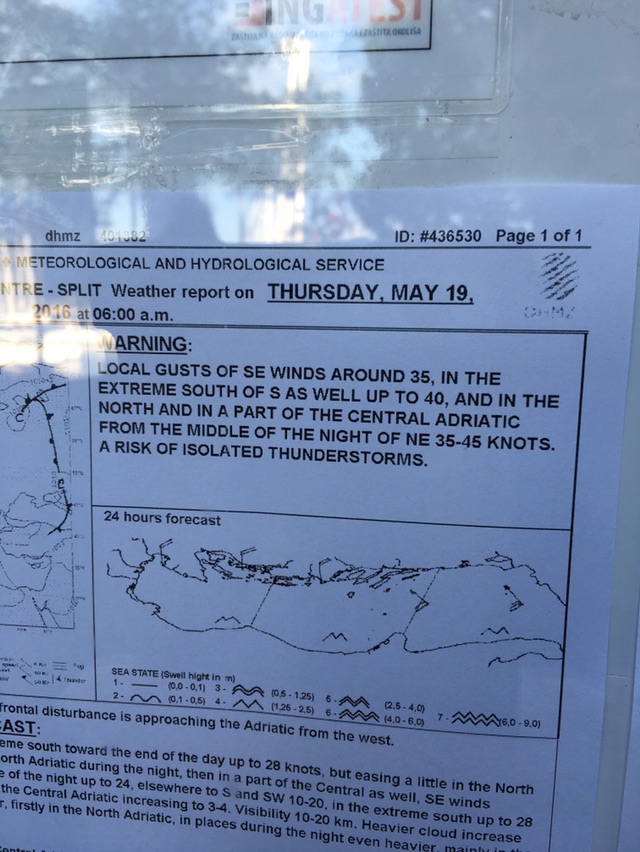 INGATEST
dhmz 401382 ID: #436530 Page 1 of 1
METEOROLOGICAL AND HYDROLOGICAL SERVICE
NTRE - SPLIT Weather report on THURSDAY, MAY 19,
2016 at 06:00 a.m.
DHMZ
WARNING:
LOCAL GUSTS OF SE WINDS AROUND 35, IN THE
EXTREME SOUTH OF S AS WELL UP TO 40, AND IN THE
NORTH AND IN A PART OF THE CENTRAL ADRIATIC
FROM THE MIDDLE OF THE NIGHT OF NE 35-45 KNOTS.
A RISK OF ISOLATED THUNDERSTORMS.
C
24 hours forecast
SEA STATE (Swell hight in m)
1 - (0,0 - 0,1) 3 - (0,5 - 1,25) 5 - (2,5 - 4,0)
2 - (0,1 - 0,5) 4 - (1,25 - 2,5) 6 - (4,0 - 6,0) 7 - (6,0 - 9,0)
frontal disturbance is approaching the Adriatic from the west.
AST:
eme south toward the end of the day up to 28 knots, but easing a little in the North
orth Adriatic during the night, then in a part of the Central as well, SE winds
e of the night up to 24, elsewhere to S and SW 10-20, in the extreme south up to 28
the Central Adriatic increasing to 3-4. Visibility 10-20 km. Heavier cloud increase
r, firstly in the North Adriatic, in places during the night even heavier, mainly in the